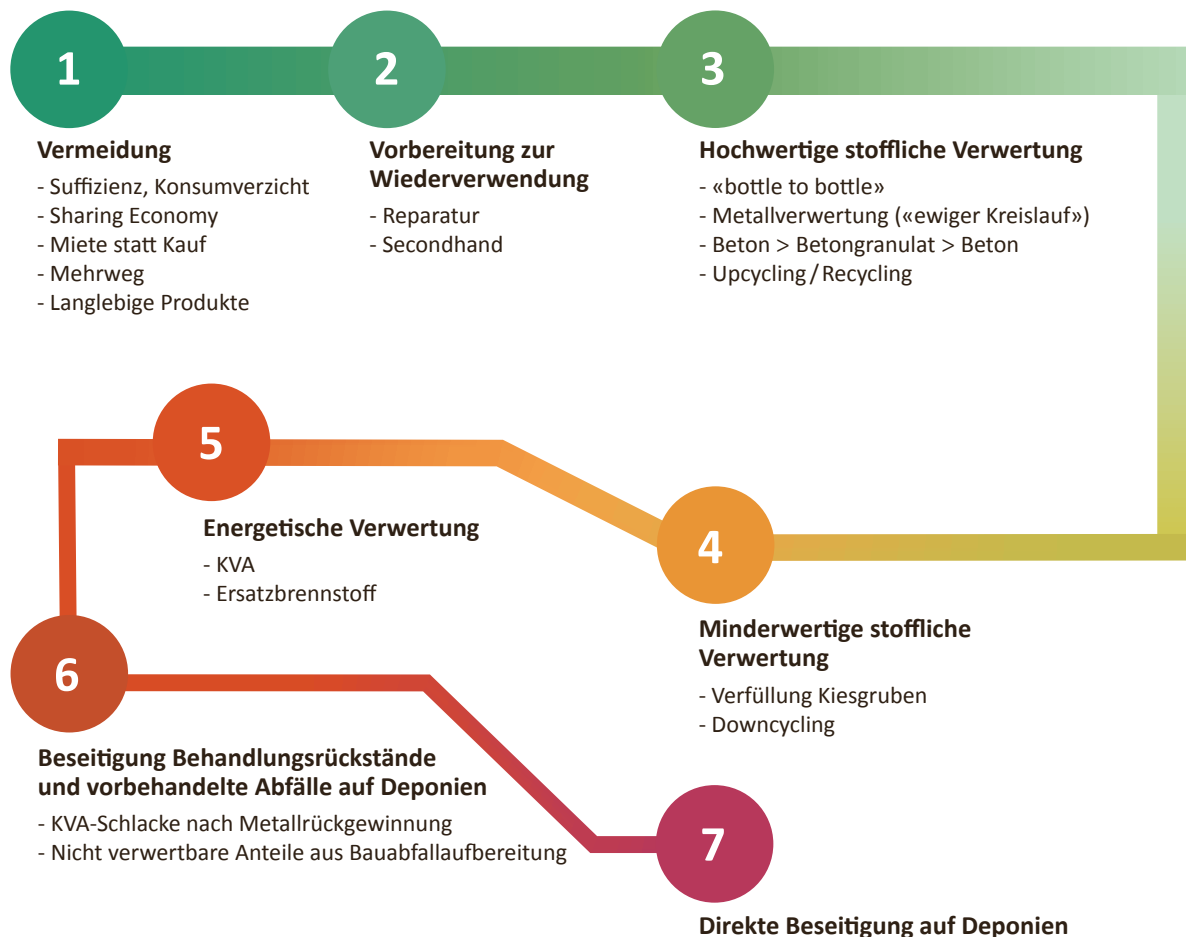 1
Vermeidung
- Suffizienz, Konsumverzicht
- Sharing Economy
- Miete statt Kauf
- Mehrweg
- Langlebige Produkte
2
Vorbereitung zur
Wiederverwendung
- Reparatur
- Secondhand
3
Hochwertige stoffliche Verwertung
- «bottle to bottle»
- Metallverwertung («ewiger Kreislauf»)
- Beton > Betongranulat > Beton
- Upcycling / Recycling
4
Minderwertige stoffliche
Verwertung
- Verfüllung Kiesgruben
- Downcycling
5
Energetische Verwertung
- KVA
- Ersatzbrennstoff
6
Beseitigung Behandlungsrückstände
und vorbehandelte Abfälle auf Deponien
- KVA-Schlacke nach Metallrückgewinnung
- Nicht verwertbare Anteile aus Bauabfallaufbereitung
7
Direkte Beseitigung auf Deponien